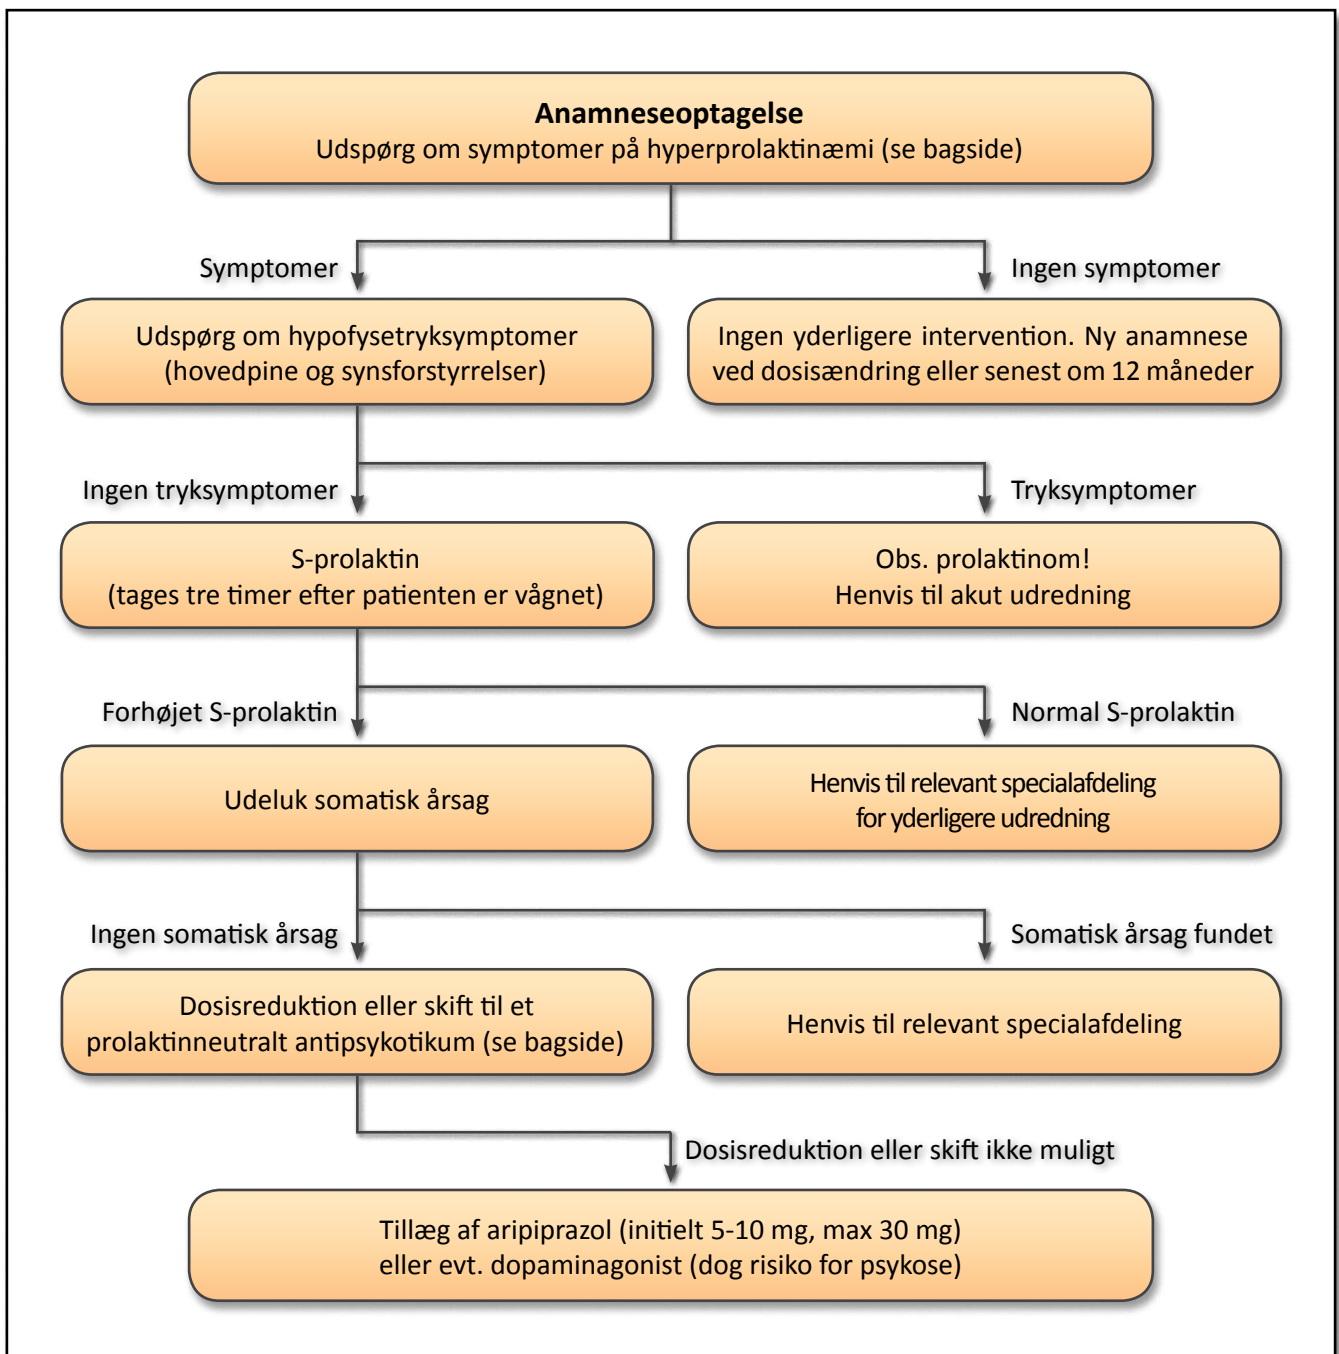 Anamneseoptagelse
Udspørg om symptomer på hyperprolaktinæmi (se bagside)
Symptomer
Ingen symptomer
Udspørg om hypofysetryksymptomer
(hovedpine og synsforstyrrelser)
Ingen yderligere intervention. Ny anamnese
ved dosisændring eller senest om 12 måneder
Ingen tryksymptomer
Tryksymptomer
S-prolaktin
(tages tre timer efter patienten er vågnet)
Obs. prolaktinom!
Henvis til akut udredning
Forhøjet S-prolaktin
Normal S-prolaktin
Udeluk somatisk årsag
Henvis til relevant specialafdeling
for yderligere udredning
Ingen somatisk årsag
Somatisk årsag fundet
Dosisreduktion eller skift til et
prolaktinneutralt antipsykotikum (se bagside)
Henvis til relevant specialafdeling
Dosisreduktion eller skift ikke muligt
Tillæg af aripiprazol (initielt 5-10 mg, max 30 mg)
eller evt. dopaminagonist (dog risiko for psykose)